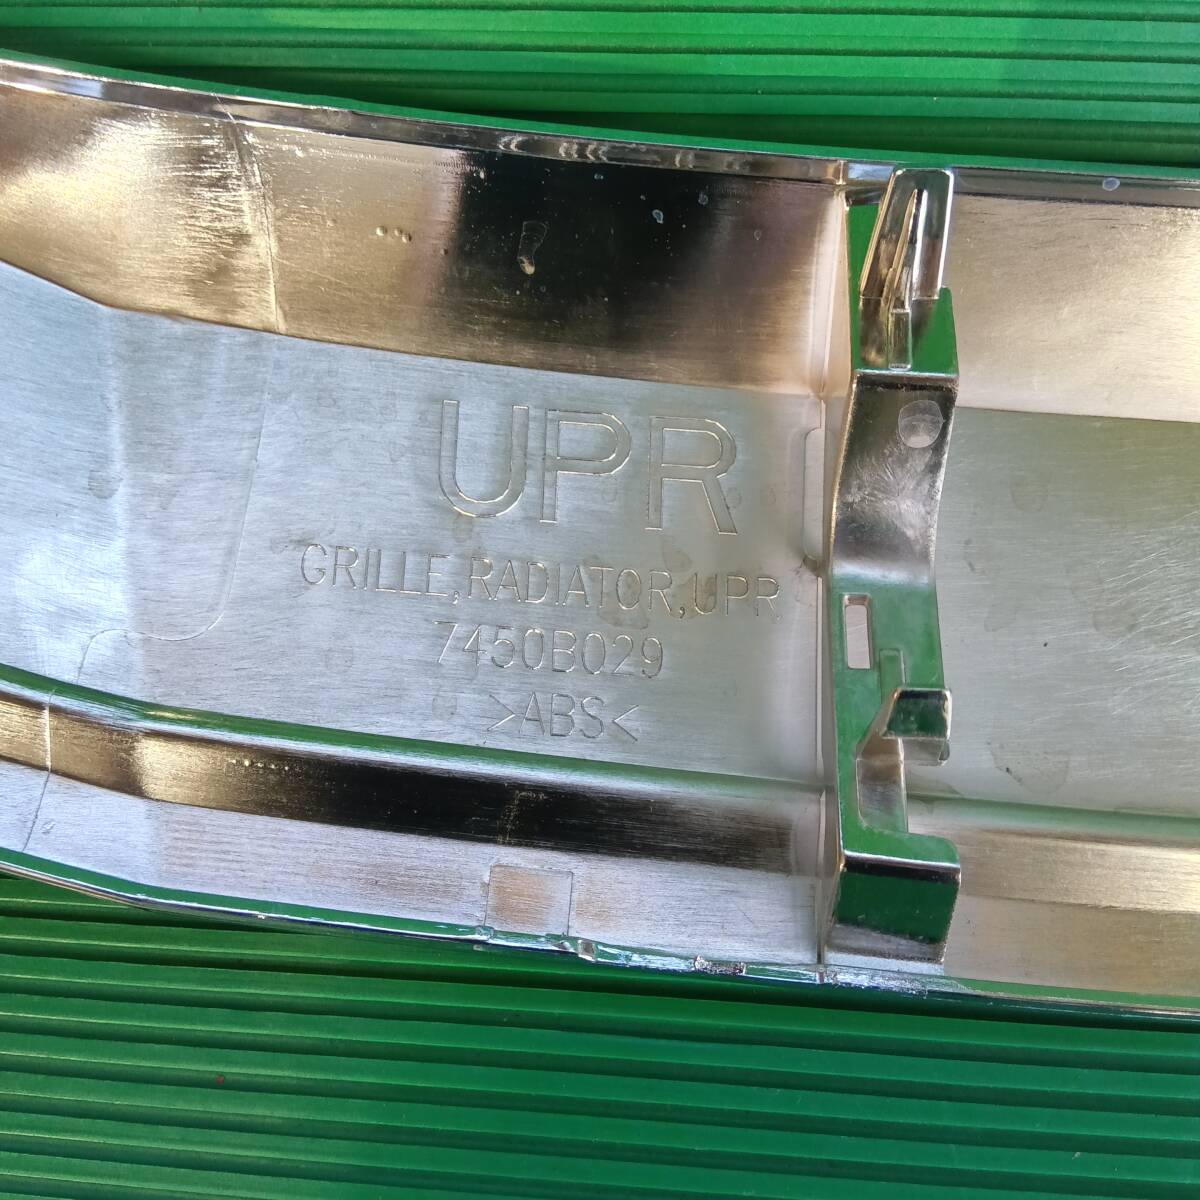 UPR
GRILLE,RADIATOR,UPR
7450B029
>ABS<